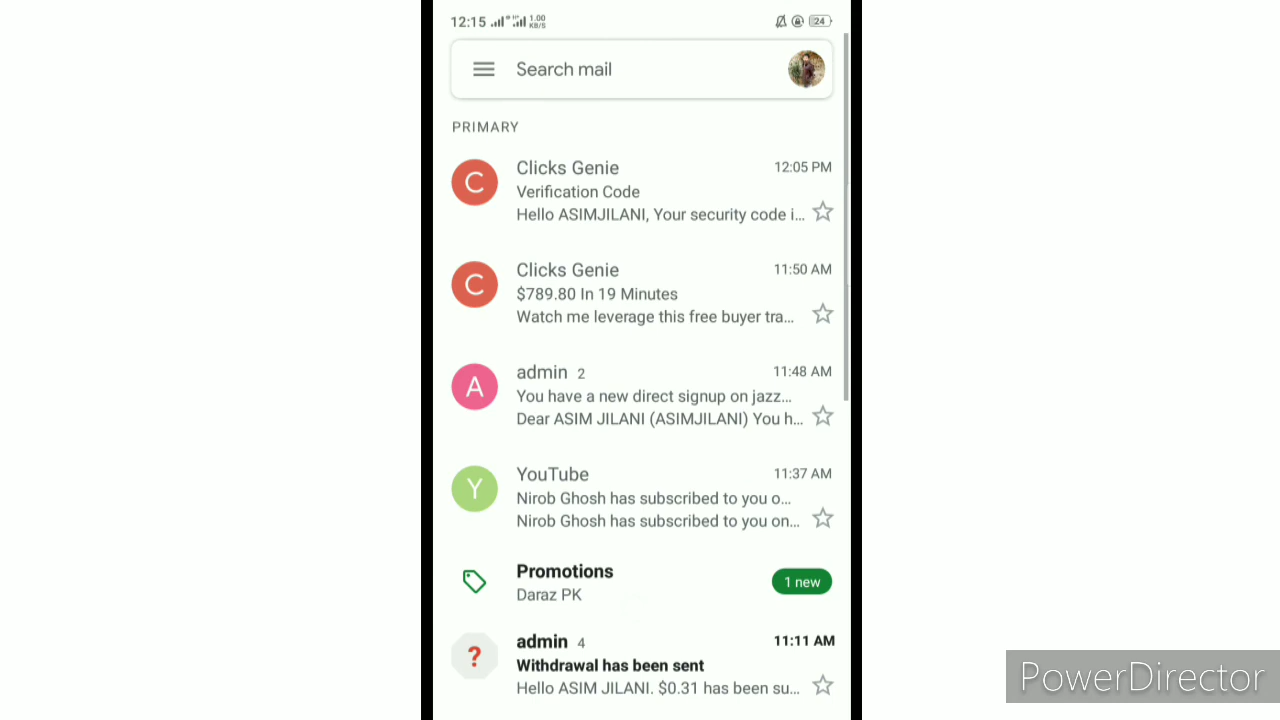 12:15 1.00 KB/S 24
Search mail
PRIMARY
C Clicks Genie 12:05 PM
Verification Code
Hello ASIMJILANI, Your security code i...
C Clicks Genie 11:50 AM
$789.80 In 19 Minutes
Watch me leverage this free buyer tra...
A admin 2 11:48 AM
You have a new direct signup on jazz...
Dear ASIM JILANI (ASIMJILANI) You h...
Y YouTube 11:37 AM
Nirob Ghosh has subscribed to you o...
Nirob Ghosh has subscribed to you on...
Promotions 1 new
Daraz PK
? admin 4 11:11 AM
Withdrawal has been sent
Hello ASIM JILANI. $0.31 has been su...
PowerDirector